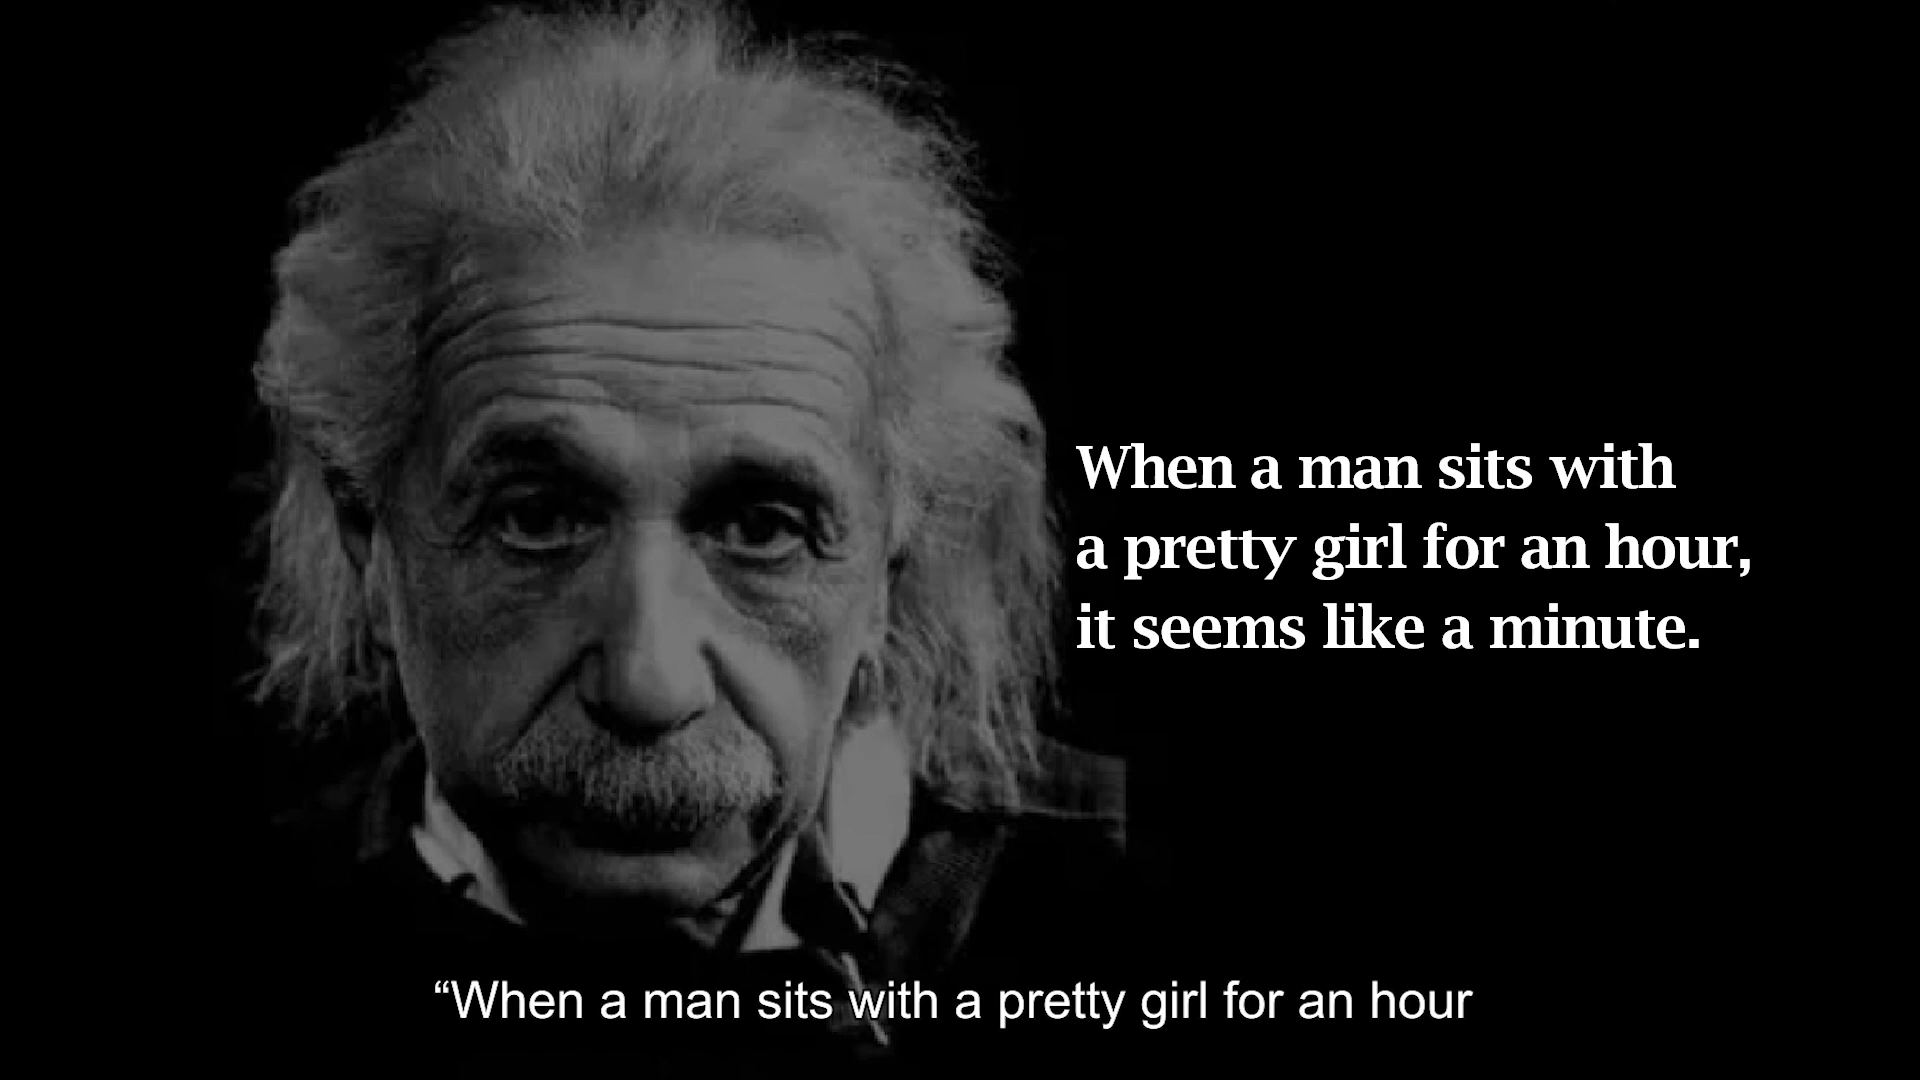 When a man sits with
a pretty girl for an hour,
it seems like a minute.
“When a man sits with a pretty girl for an hour